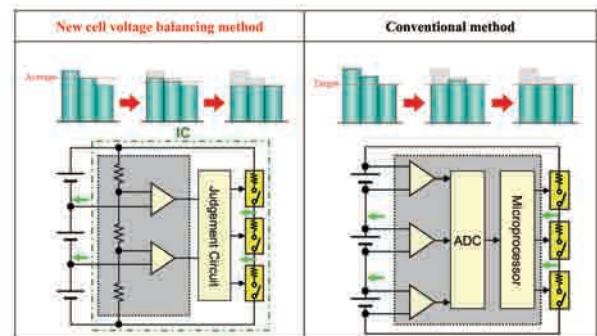 New cell voltage balancing method
Conventional method
Average
Target
IC
Judgement Circuit
ADC
Microprocessor